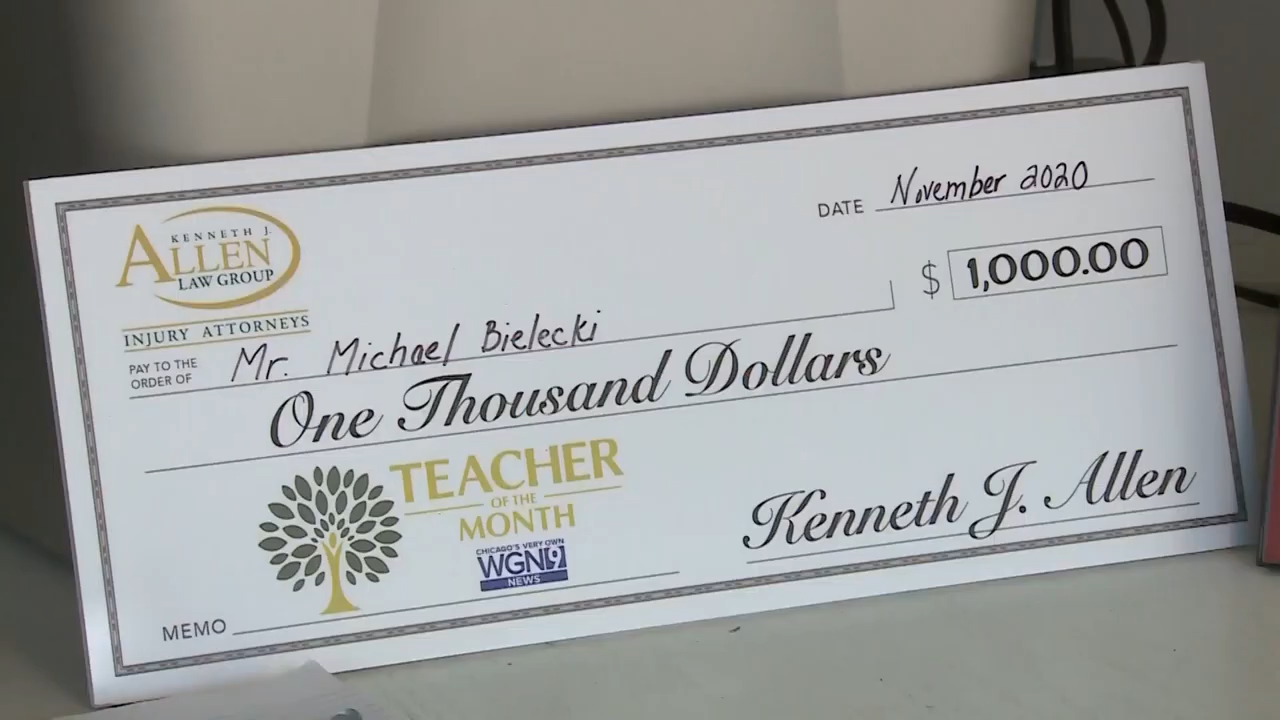 KENNETH J.
ALLEN
LAW GROUP
INJURY ATTORNEYS
DATE November 2020
$ 1,000.00
PAY TO THE
ORDER OF Mr. Michael Bielecki
One Thousand Dollars
TEACHER
OF THE
MONTH
CHICAGO'S VERY OWN
WGN9
NEWS
Kenneth J. Allen
MEMO